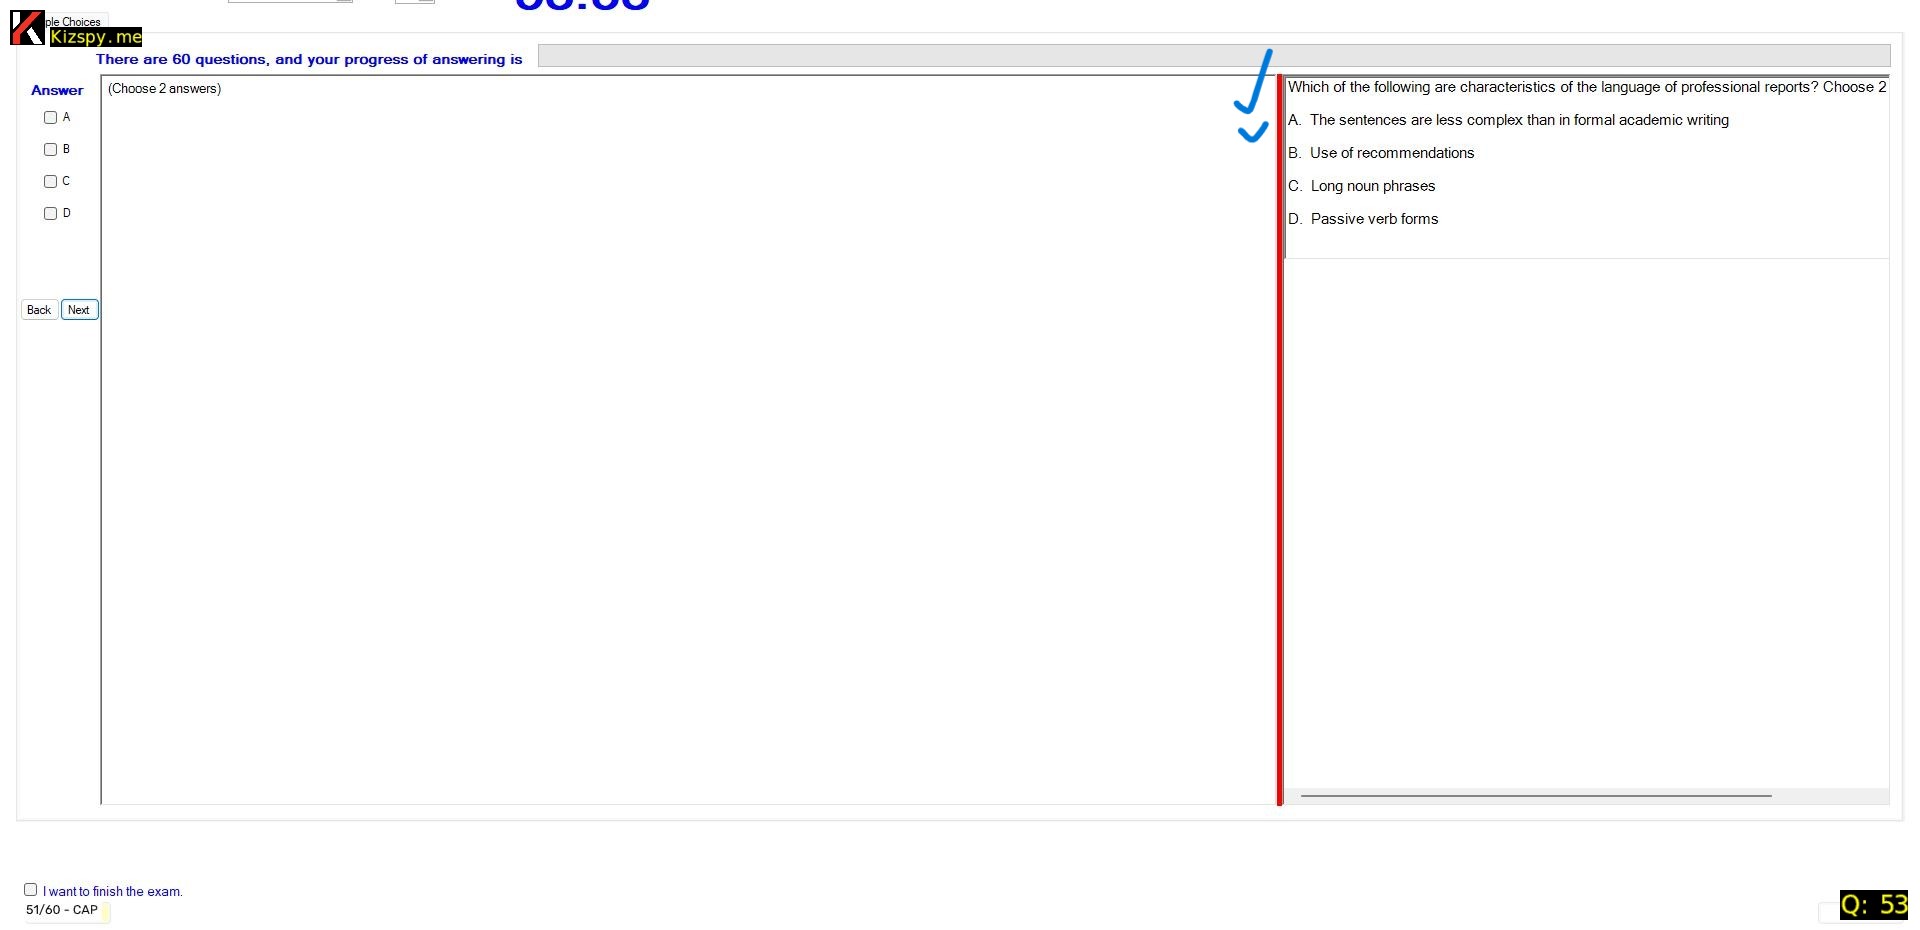 ple Choices
Kizspy.me
There are 60 questions, and your progress of answering is
Answer
(Choose 2 answers)
A
B
C
D
Back
Next
Which of the following are characteristics of the language of professional reports? Choose 2
A. The sentences are less complex than in formal academic writing
B. Use of recommendations
C. Long noun phrases
D. Passive verb forms
I want to finish the exam.
51/60 - CAP
Q: 53